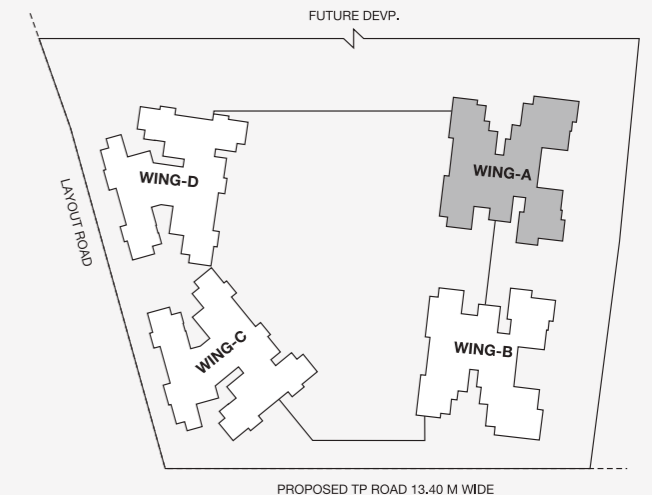 FUTURE DEVP.
WING-D
WING-A
LAYOUT ROAD
WING-C
WING-B
PROPOSED TP ROAD 13.40 M WIDE